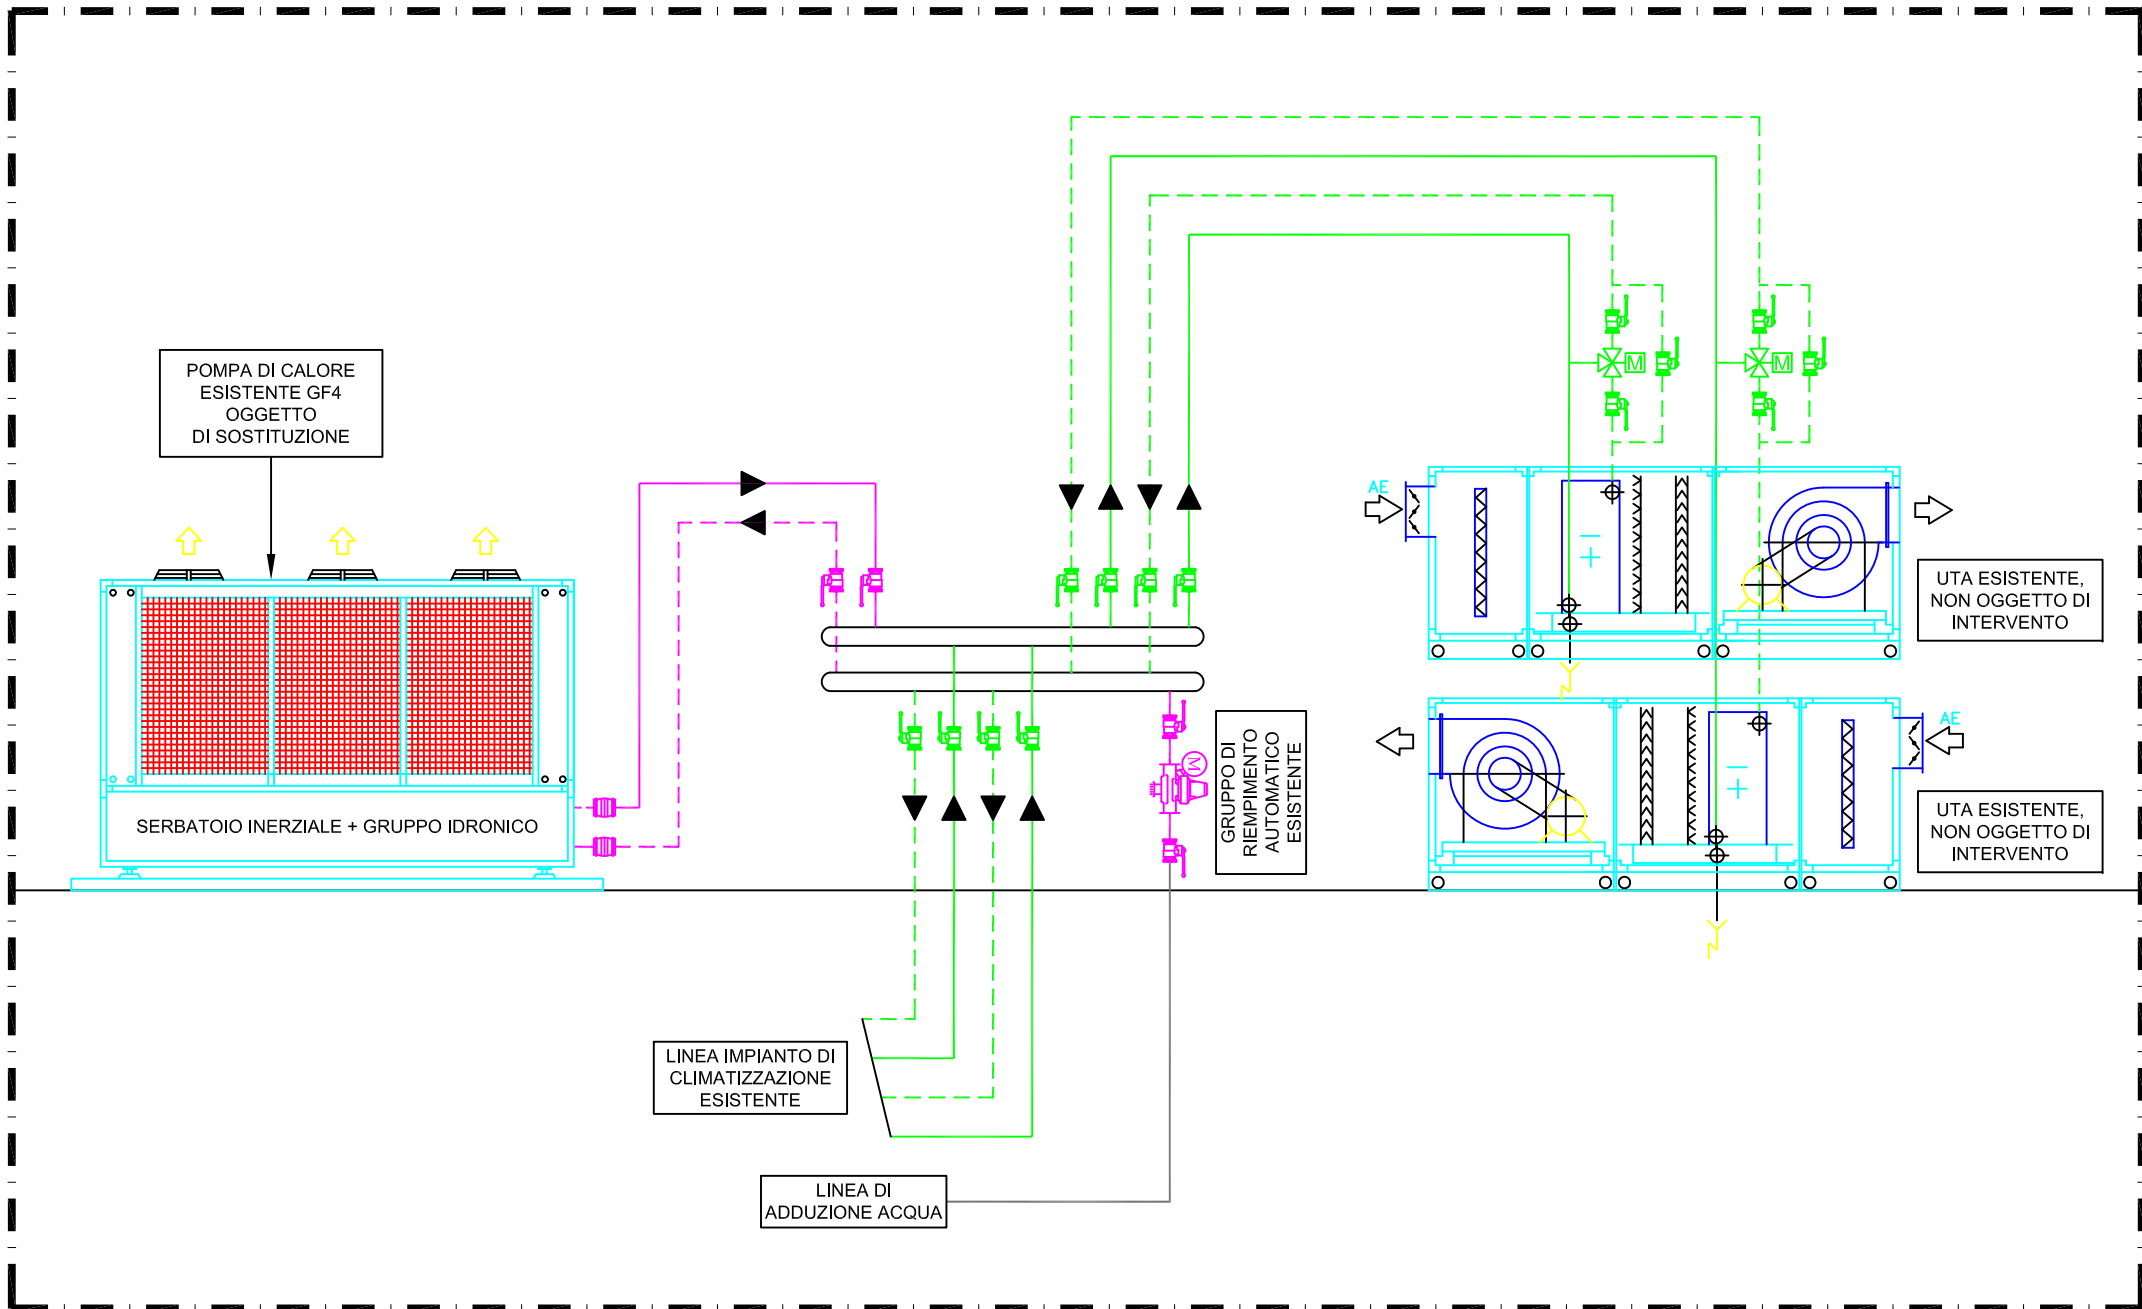 POMPA DI CALORE
ESISTENTE GF4
OGGETTO
DI SOSTITUZIONE
SERBATOIO INERZIALE + GRUPPO IDRONICO
M
M
AE
UTA ESISTENTE,
NON OGGETTO DI
INTERVENTO
AE
UTA ESISTENTE,
NON OGGETTO DI
INTERVENTO
M
GRUPPO DI
RIEMPIMENTO
AUTOMATICO
ESISTENTE
LINEA IMPIANTO DI
CLIMATIZZAZIONE
ESISTENTE
LINEA DI
ADDUZIONE ACQUA